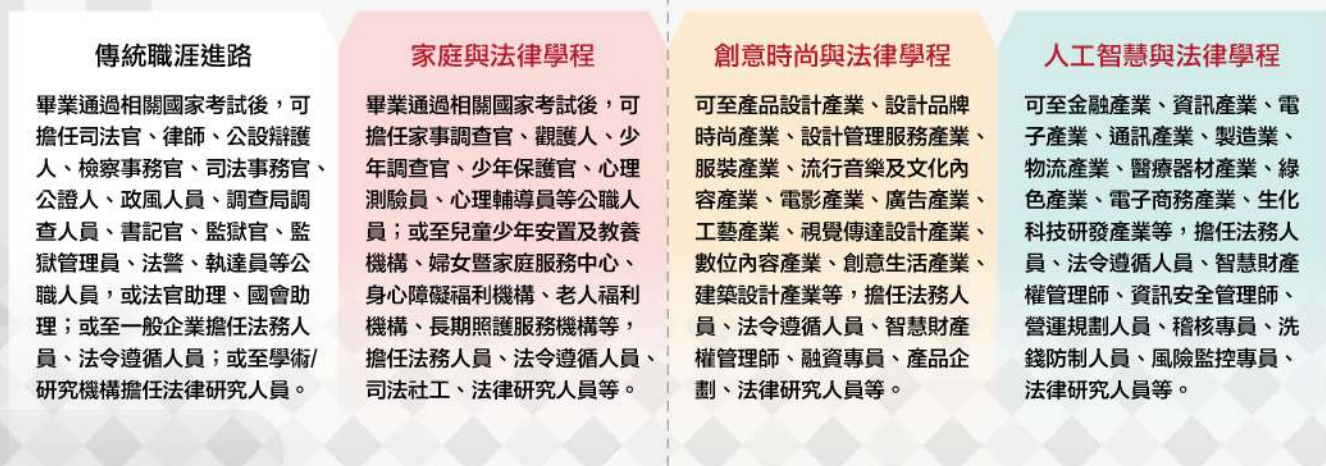 傳統職涯進路
畢業通過相關國家考試後，可
擔任司法官、律師、公設辯護
人、檢察事務官、司法事務官、
公證人、政風人員、調查局調
查人員、書記官、監獄官、監
獄管理員、法警、執達員等公
職人員，或法官助理、國會助
理；或至一般企業擔任法務人
員、法令遵循人員；或至學術/
研究機構擔任法律研究人員。
家庭與法律學程
畢業通過相關國家考試後，可
擔任家事調查官、觀護人、少
年調查官、少年保護官、心理
測驗員、心理輔導員等公職人
員；或至兒童少年安置及教養
機構、婦女暨家庭服務中心、
身心障礙福利機構、老人福利
機構、長期照護服務機構等，
擔任法務人員、法令遵循人員、
司法社工、法律研究人員等。
創意時尚與法律學程
可至產品設計產業、設計品牌
時尚產業、設計管理服務產業、
服裝產業、流行音樂及文化內
容產業、電影產業、廣告產業、
工藝產業、視覺傳達設計產業、
數位內容產業、創意生活產業、
建築設計產業等，擔任法務人
員、法令遵循人員、智慧財產
權管理師、融資專員、產品企
劃、法律研究人員等。
人工智慧與法律學程
可至金融產業、資訊產業、電
子產業、通訊產業、製造業、
物流產業、醫療器材產業、綠
色產業、電子商務產業、生化
科技研發產業等，擔任法務人
員、法令遵循人員、智慧財產
權管理師、資訊安全管理師、
營運規劃人員、稽核專員、洗
錢防制人員、風險監控專員、
法律研究人員等。